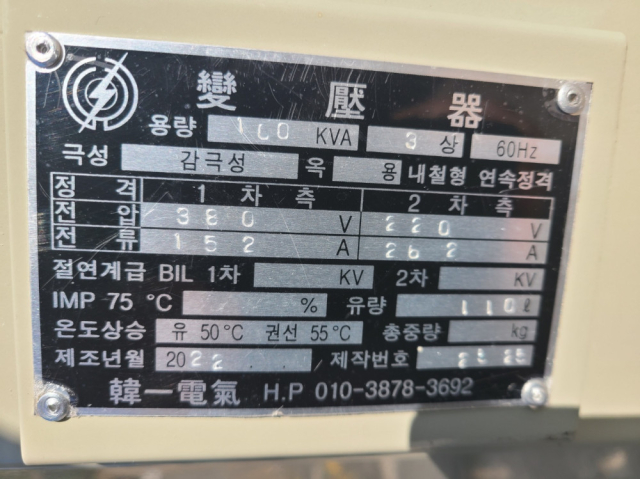 變 壓 器
용량 100 KVA 3 상 60Hz
극성 감극성 옥 용 내철형 연속정격
정 격 1 차 측 2 차 측
전 압 380 V 220 V
전 류 152 A 262 A
절연계급 BIL 1차 KV 2차 KV
IMP 75 °C % 유량 110 ℓ
온도상승 유 50°C 권선 55°C 총중량 kg
제조년월 2022 제작번호
韓一電氣 H.P 010-3878-3692